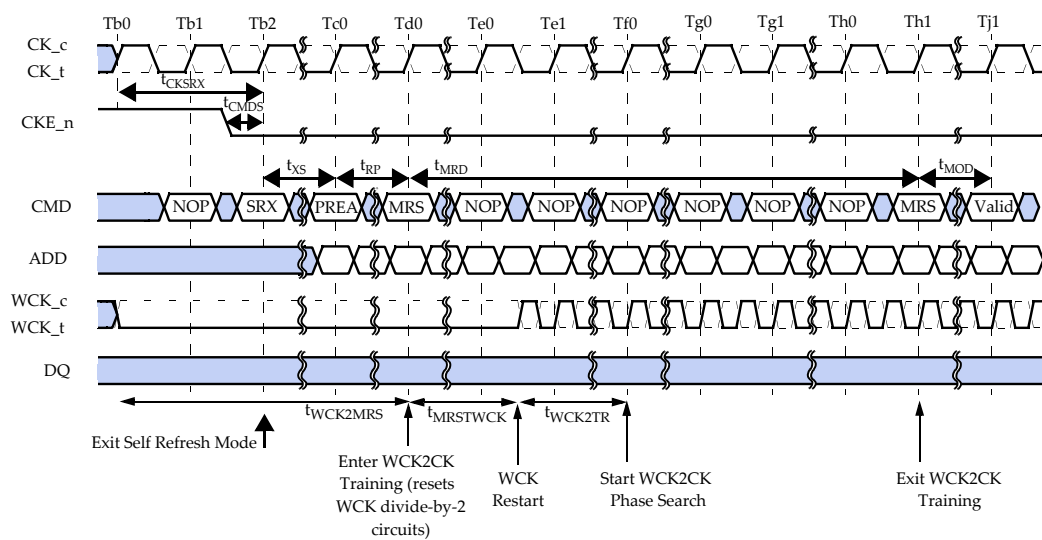 Tb0 Tb1 Tb2 Tc0 Td0 Te0 Te1 Tf0 Tg0 Tg1 Th0 Th1 Tj1
CK_c
CK_t
tCKSRX
tCMDS
CKE_n
tXS tRP tMRD tMOD
CMD NOP SRX PREA MRS NOP NOP NOP NOP NOP NOP MRS Valid
ADD
WCK_c
WCK_t
DQ
tWCK2MRS tMRSTWCK tWCK2TR
Exit Self Refresh Mode
Enter WCK2CK
Training (resets
WCK divide-by-2
circuits)
WCK
Restart
Start WCK2CK
Phase Search
Exit WCK2CK
Training